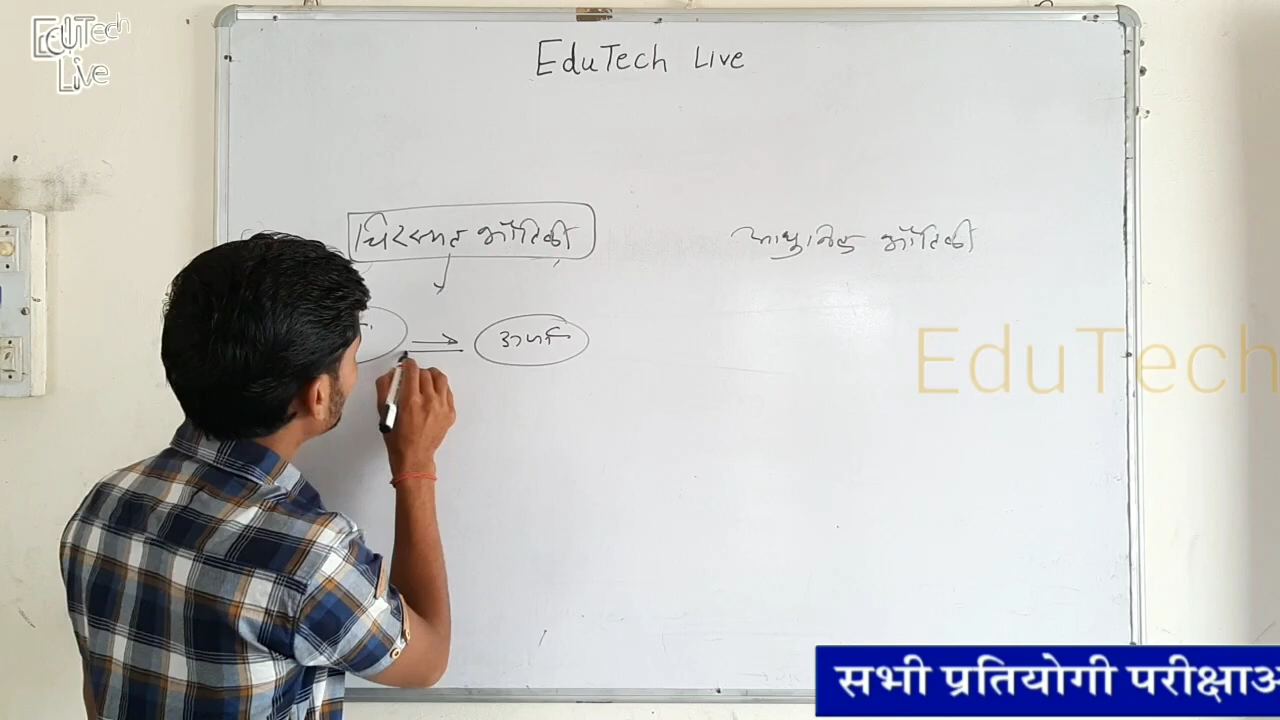 EduTech
Live
EduTech Live
चिरसम्मत भौतिकी
आधुनिक भौतिकी
ऊर्जा
EduTech
सभी प्रतियोगी परीक्षाओ